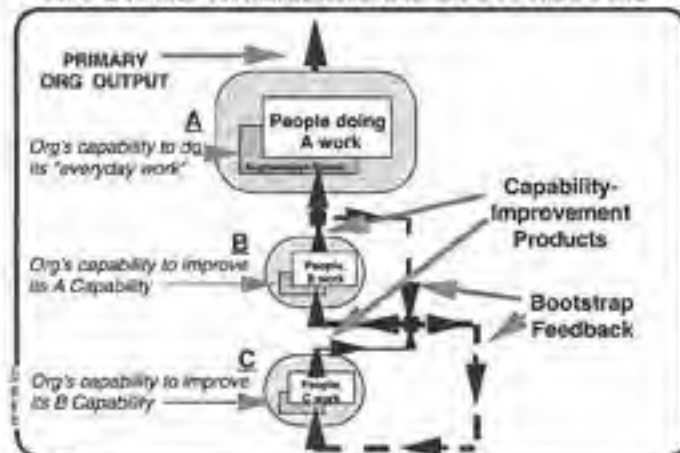 PRIMARY
ORG OUTPUT
A
People doing
A work
Org's capability to do
its "everyday work"
Capability-
Improvement
Products
B
People,
B work
Org's capability to improve
its A Capability
Bootstrap
Feedback
C
People,
C work
Org's capability to improve
its B Capability